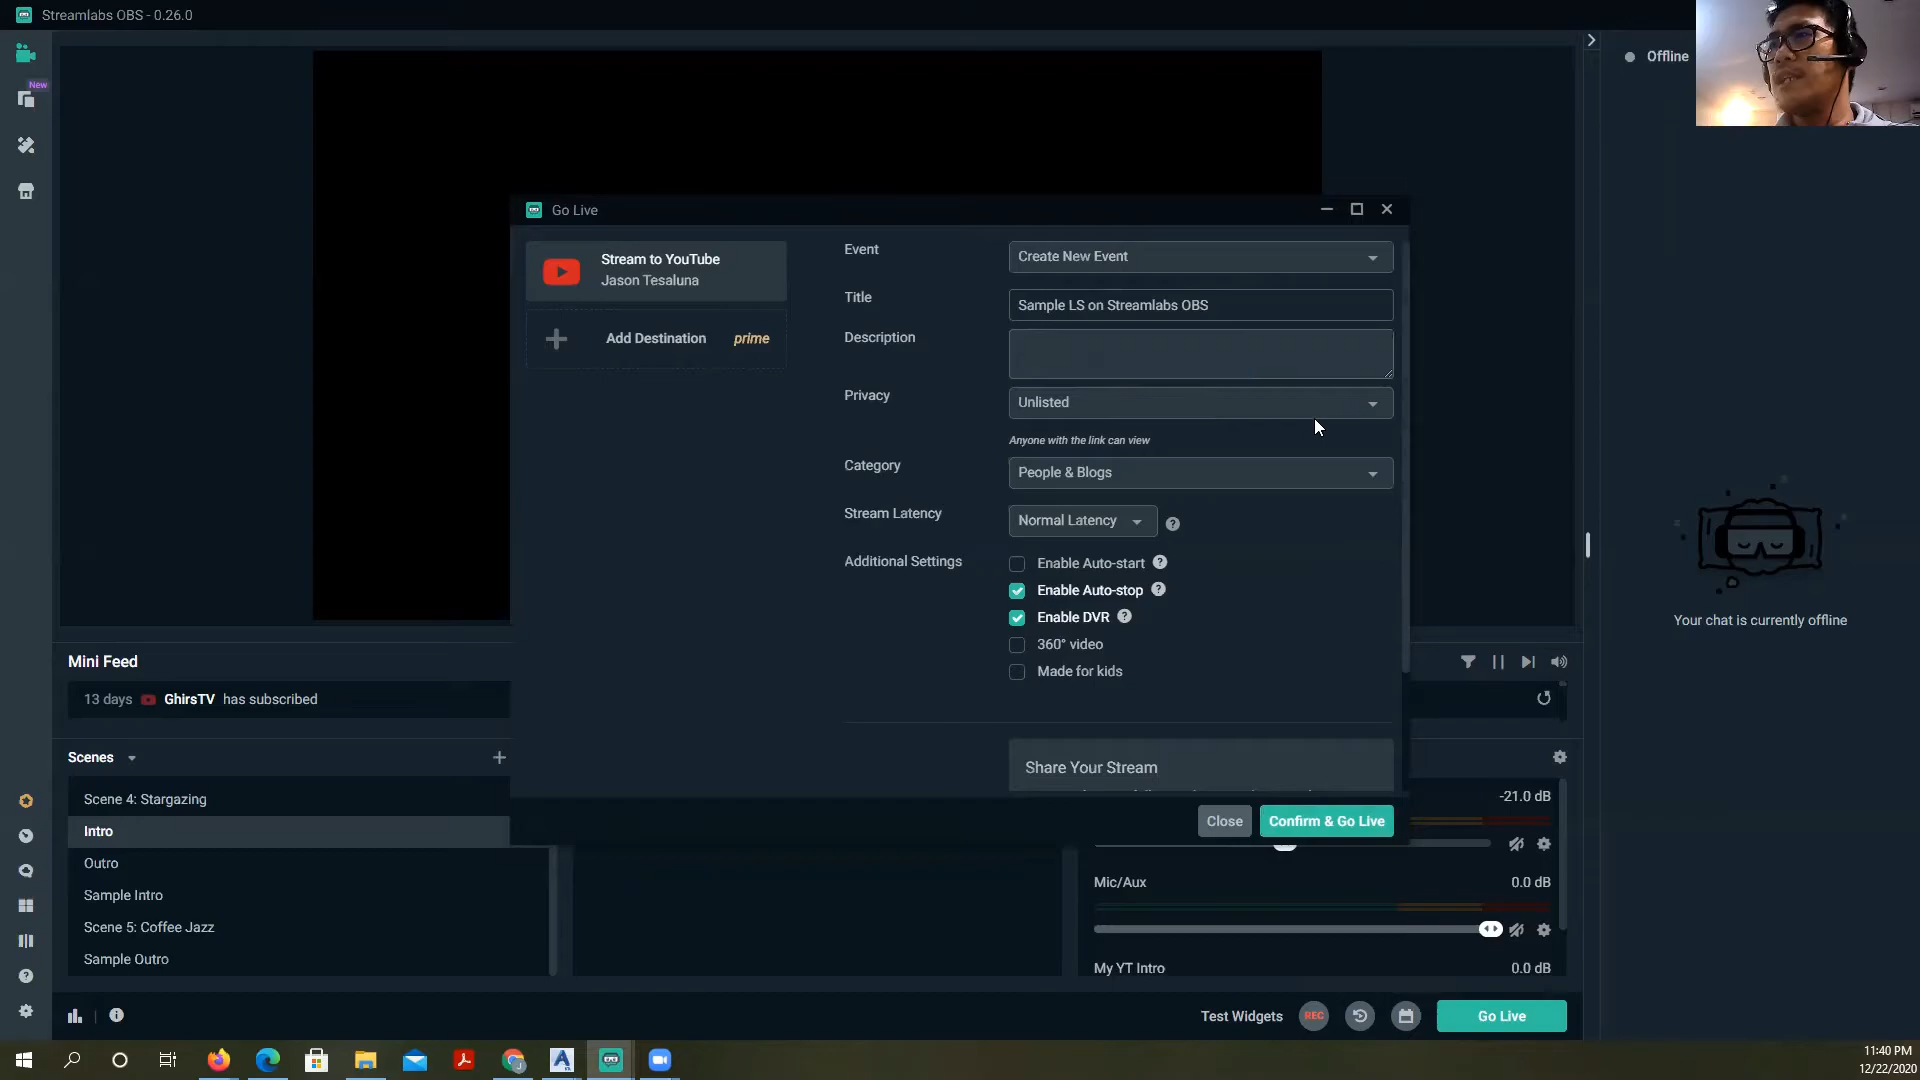 Streamlabs OBS - 0.26.0
Offline
New
Go Live
Stream to YouTube
Jason Tesaluna
Add Destination prime
Event
Create New Event
Title
Sample LS on Streamlabs OBS
Description
Privacy
Unlisted
Anyone with the link can view
Category
People & Blogs
Stream Latency
Normal Latency
Additional Settings
Enable Auto-start
Enable Auto-stop
Enable DVR
360° video
Made for kids
Share Your Stream
Close
Confirm & Go Live
Your chat is currently offline
Mini Feed
13 days GhirsTV has subscribed
Scenes
Scene 4: Stargazing
Intro
Outro
Sample Intro
Scene 5: Coffee Jazz
Sample Outro
-21.0 dB
Mic/Aux 0.0 dB
My YT Intro 0.0 dB
Test Widgets
REC
Go Live
11:40 PM
12/22/2020